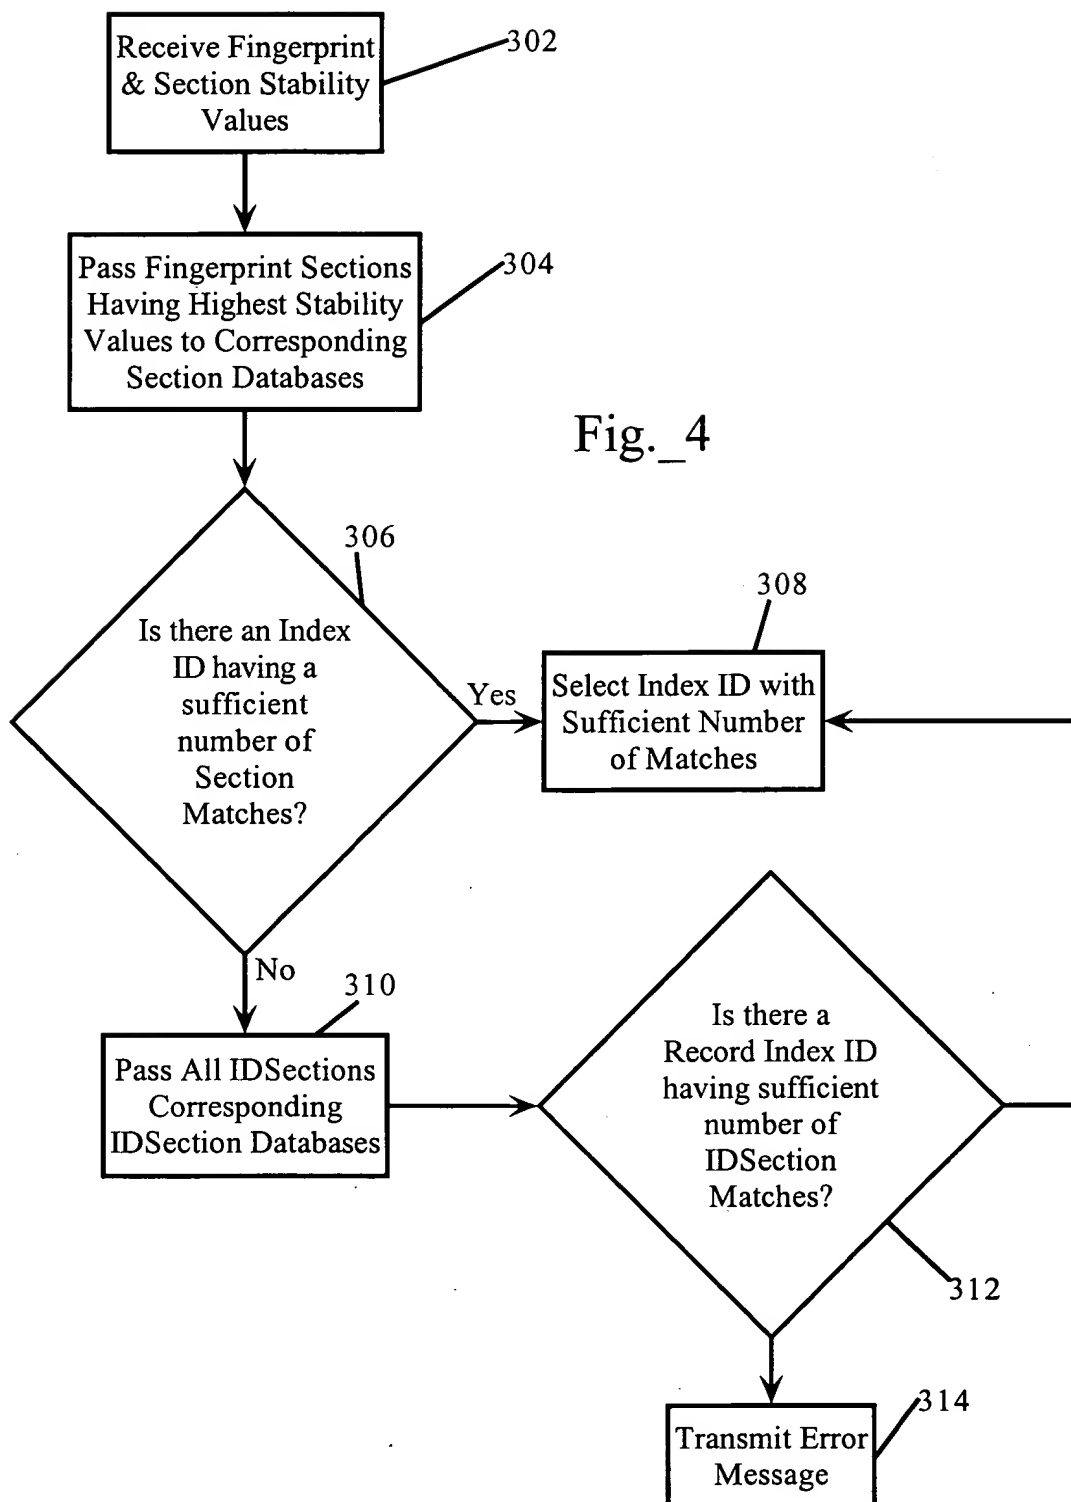 Receive Fingerprint
& Section Stability
Values
302
Pass Fingerprint Sections
Having Highest Stability
Values to Corresponding
Section Databases
304
Fig._4
306
Is there an Index
ID having a
sufficient
number of
Section
Matches?
Yes
308
Select Index ID with
Sufficient Number
of Matches
No
310
Pass All IDSections
Corresponding
IDSection Databases
Is there a
Record Index ID
having sufficient
number of
IDSection
Matches?
312
314
Transmit Error
Message